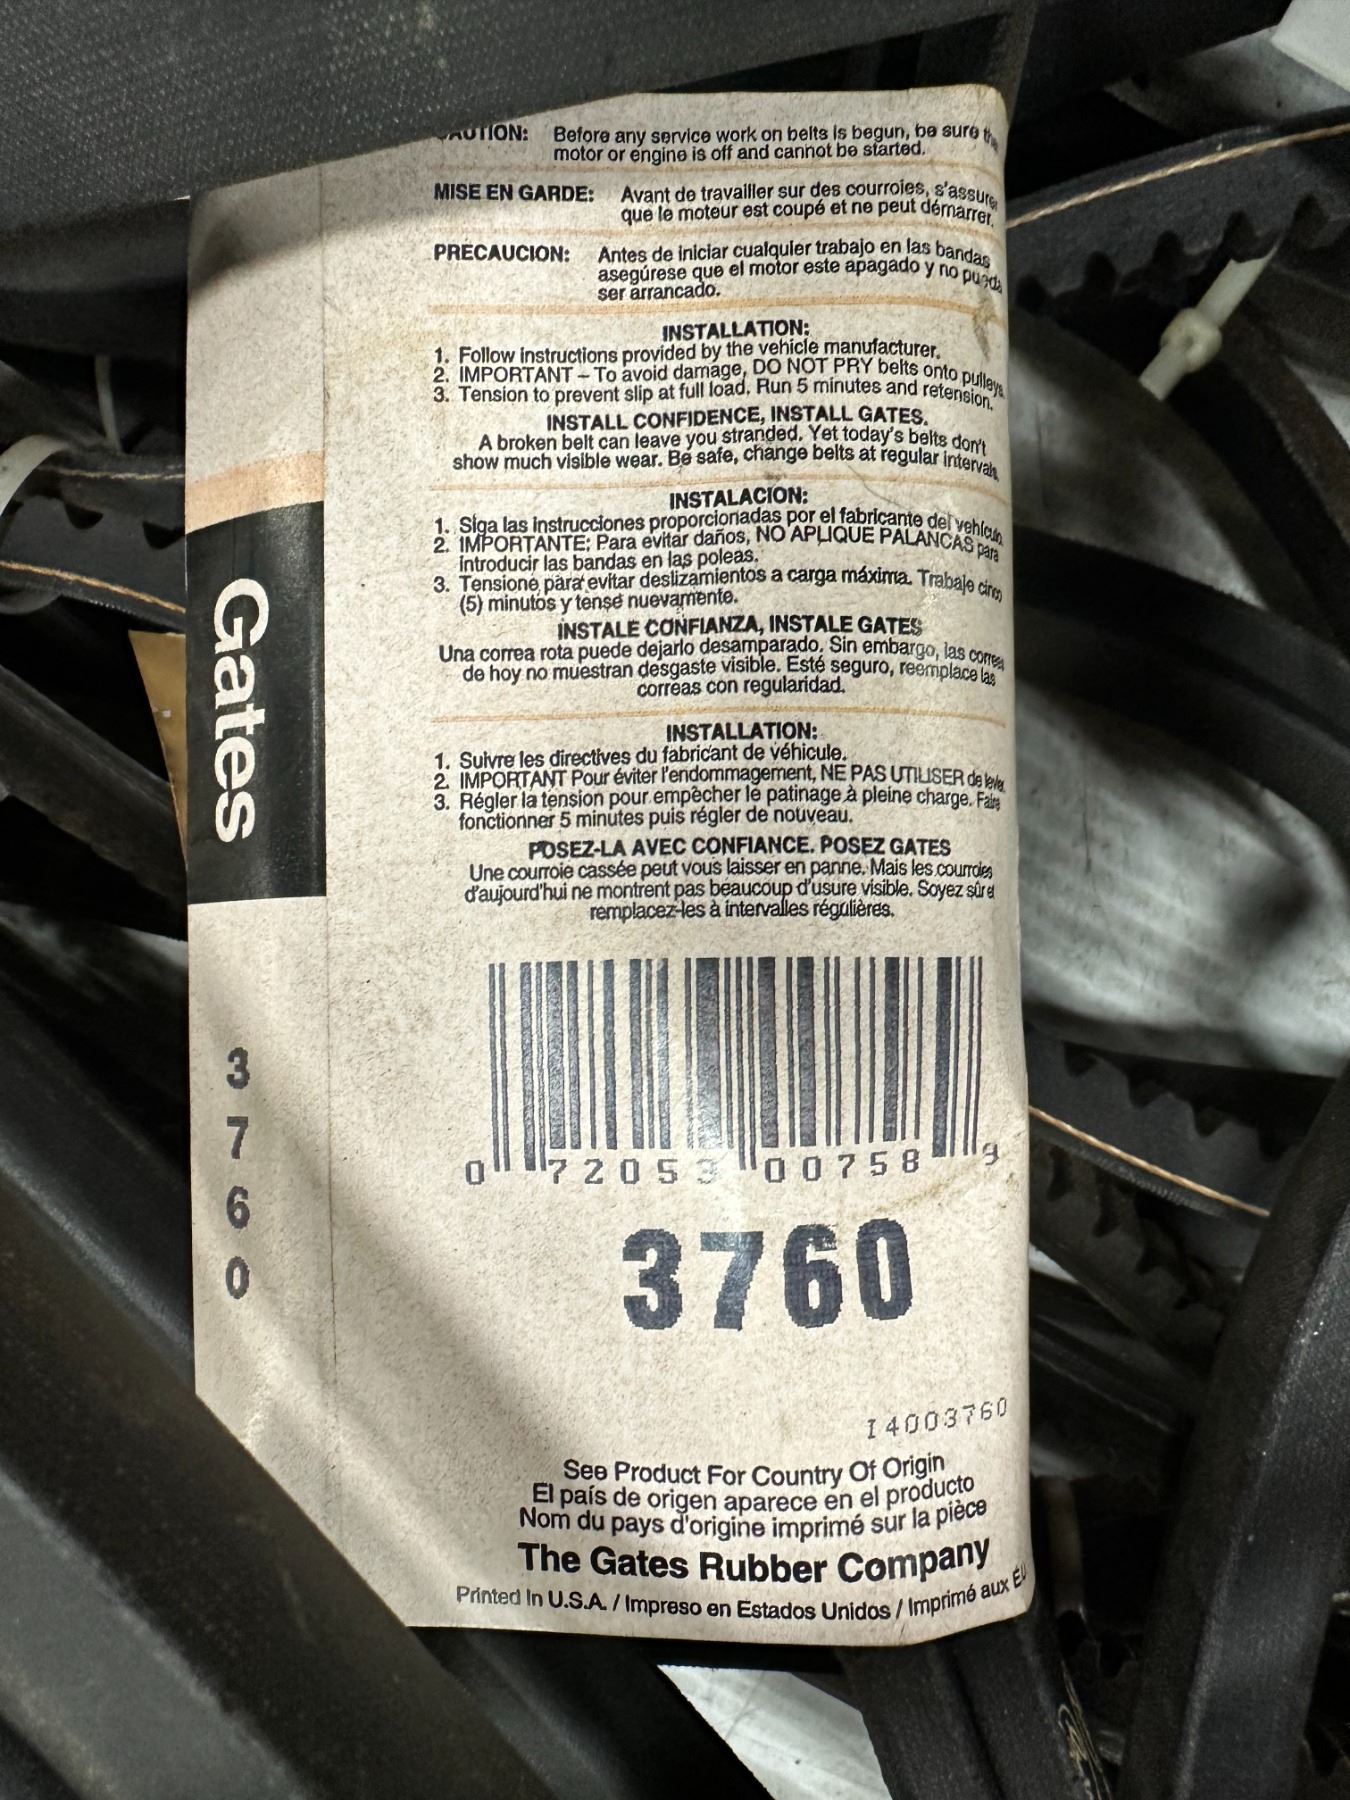 CAUTION: Before any service work on belts is begun, be sure the
motor or engine is off and cannot be started.
MISE EN GARDE: Avant de travailler sur des courroies, s'assurer
que le moteur est coupé et ne peut démarrer.
PRECAUCION: Antes de iniciar cualquier trabajo en las bandas
asegúrese que el motor este apagado y no pueda
ser arrancado.
INSTALLATION:
1. Follow instructions provided by the vehicle manufacturer.
2. IMPORTANT – To avoid damage, DO NOT PRY belts onto pulleys.
3. Tension to prevent slip at full load. Run 5 minutes and retension.
INSTALL CONFIDENCE, INSTALL GATES.
A broken belt can leave you stranded. Yet today's belts don't
show much visible wear. Be safe, change belts at regular intervals.
INSTALACION:
1. Siga las instrucciones proporcionadas por el fabricante del vehículo
2. IMPORTANTE: Para evitar daños, NO APLIQUE PALANCAS para
introducir las bandas en las poleas.
3. Tensione para evitar deslizamientos a carga máxima. Trabaje cinco
(5) minutos y tense nuevamente.
INSTALE CONFIANZA, INSTALE GATES
Una correa rota puede dejarlo desamparado. Sin embargo, las correas
de hoy no muestran desgaste visible. Esté seguro, reemplace las
correas con regularidad.
INSTALLATION:
1. Suivre les directives du fabricant de véhicule.
2. IMPORTANT Pour éviter l'endommagement, NE PAS UTILISER de levier.
3. Régler la tension pour empêcher le patinage à pleine charge. Faire
fonctionner 5 minutes puis régler de nouveau.
POSEZ-LA AVEC CONFIANCE. POSEZ GATES
Une courroie cassée peut vous laisser en panne. Mais les courroies
d'aujourd'hui ne montrent pas beaucoup d'usure visible. Soyez sûr et
remplacez-les à intervalles régulières.
Gates
3760
0 72053 00758 9
3760
I4003760
See Product For Country Of Origin
El país de origen aparece en el producto
Nom du pays d'origine imprimé sur la pièce
The Gates Rubber Company
Printed In U.S.A. / Impreso en Estados Unidos / Imprimé aux ÉU